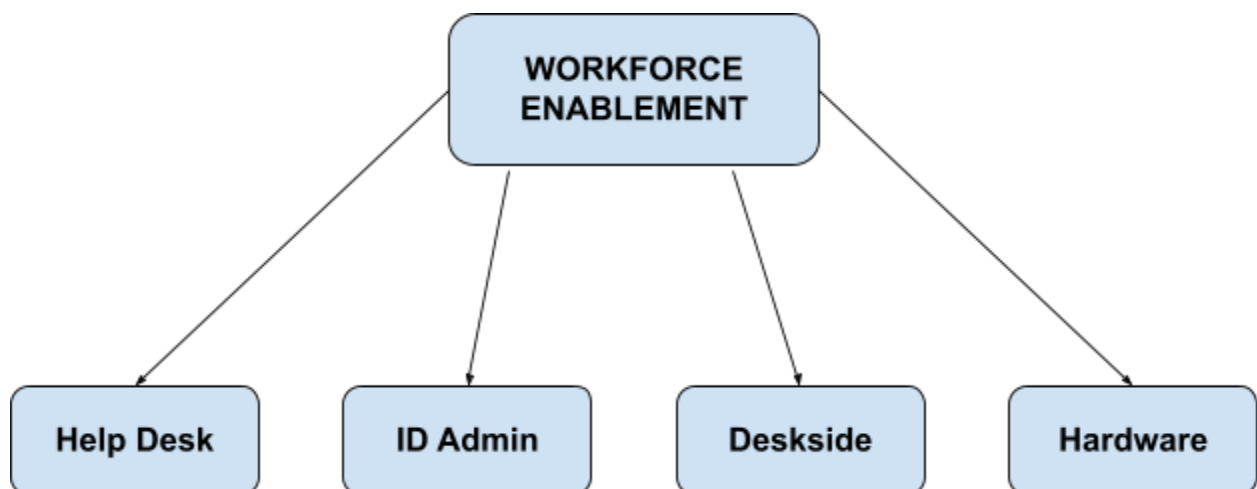 WORKFORCE
ENABLEMENT
Help Desk
ID Admin
Deskside
Hardware